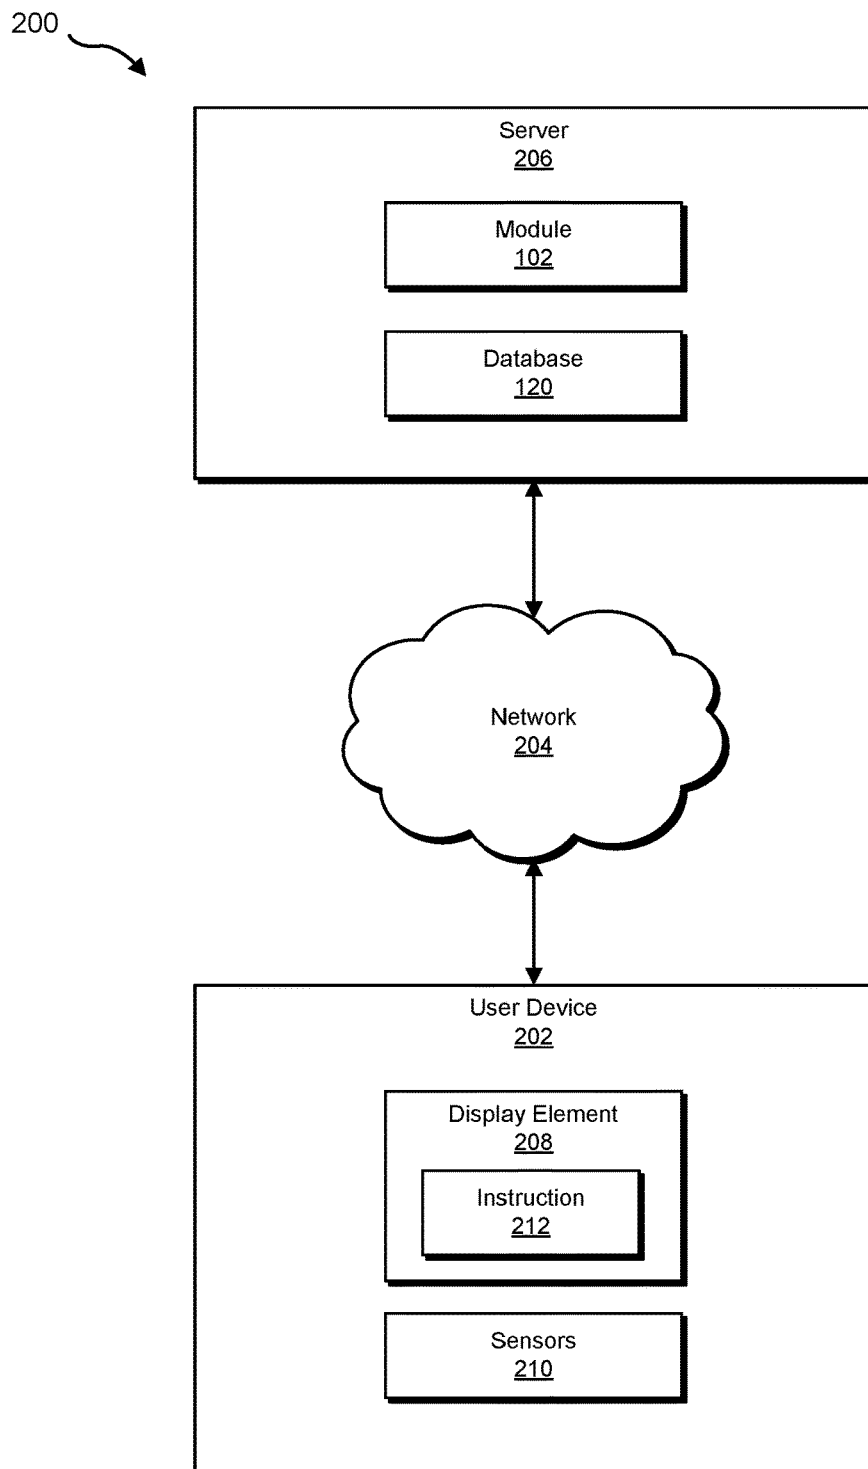 200
Server
206
Module
102
Database
120
Network
204
User Device
202
Display Element
208
Instruction
212
Sensors
210